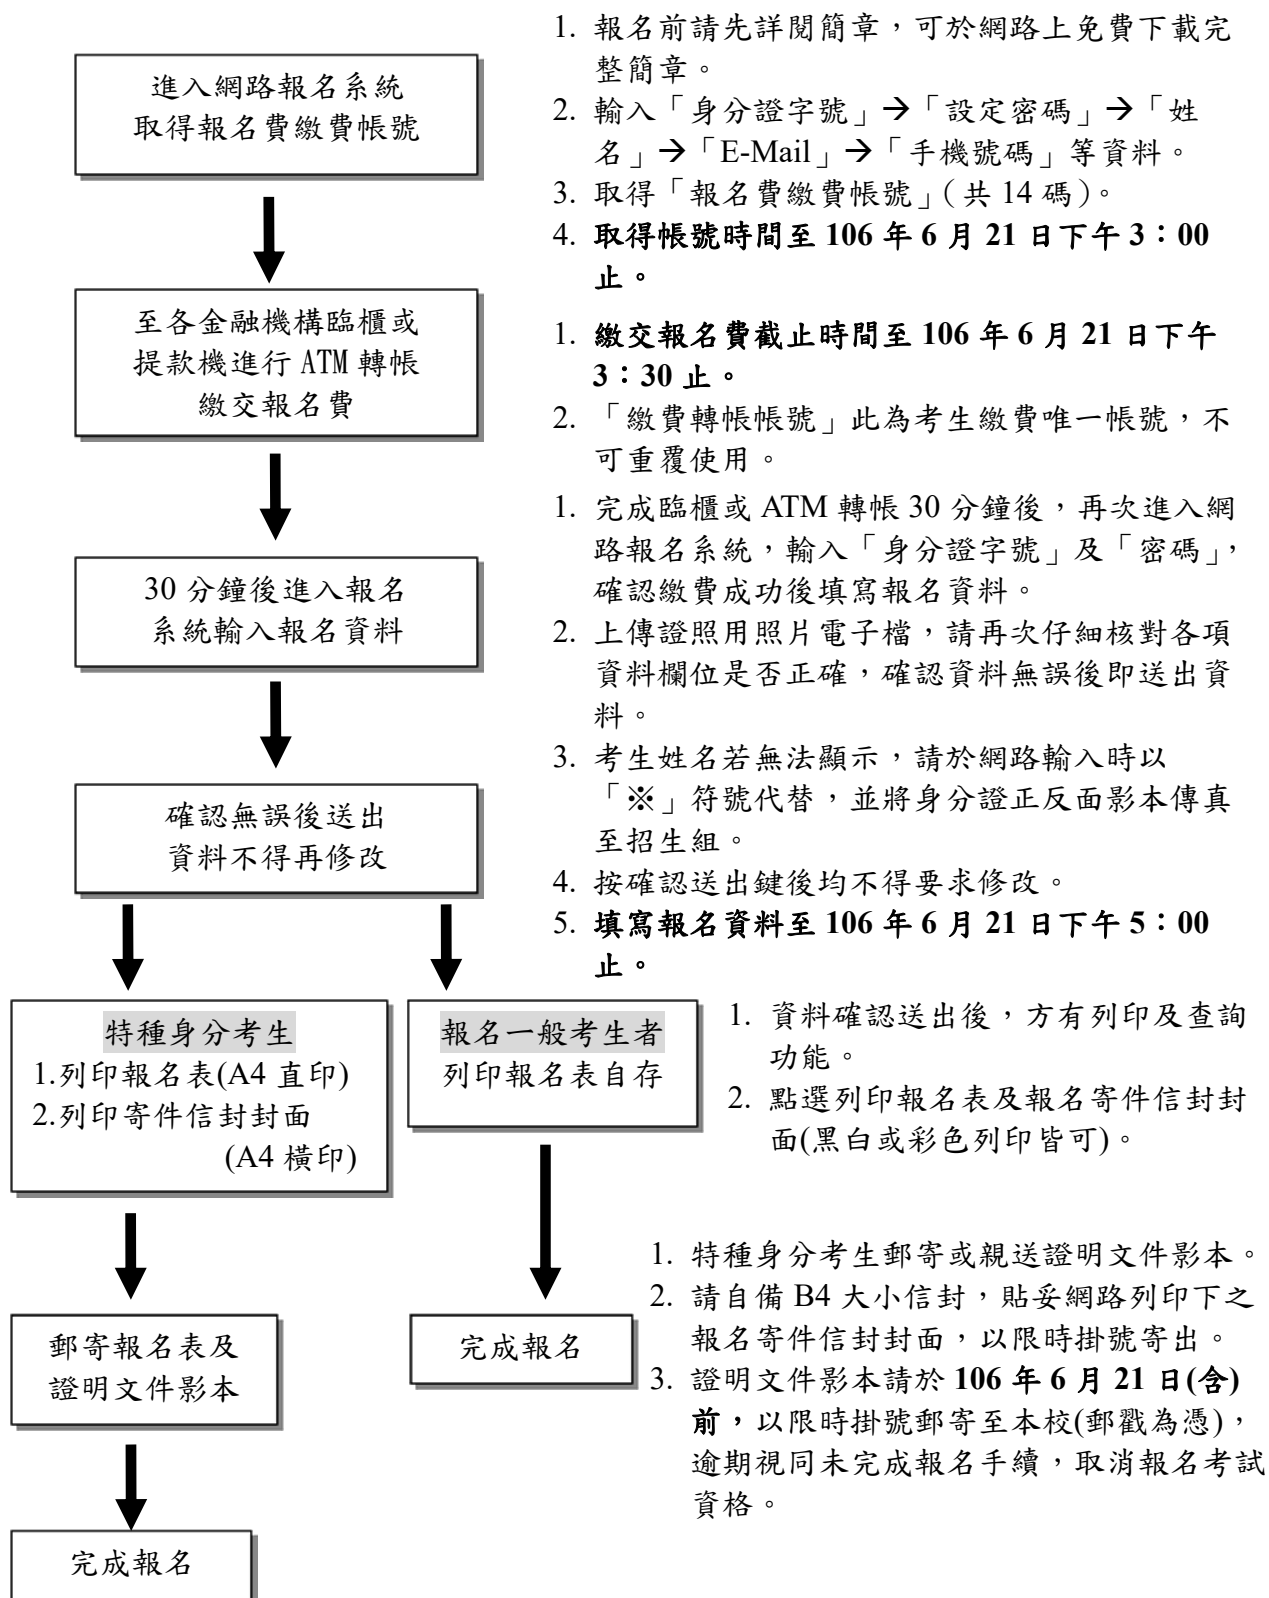 進入網路報名系統
取得報名費繳費帳號
1. 報名前請先詳閱簡章，可於網路上免費下載完
整簡章。
2. 輸入「身分證字號」→「設定密碼」→「姓
名」→「E-Mail」→「手機號碼」等資料。
3. 取得「報名費繳費帳號」（共 14 碼）。
4. 取得帳號時間至 106 年 6 月 21 日下午 3：00
止。
至各金融機構臨櫃或
提款機進行 ATM 轉帳
繳交報名費
1. 繳交報名費截止時間至 106 年 6 月 21 日下午
3：30 止。
2. 「繳費轉帳帳號」此為考生繳費唯一帳號，不
可重覆使用。
30 分鐘後進入報名
系統輸入報名資料
1. 完成臨櫃或 ATM 轉帳 30 分鐘後，再次進入網
路報名系統，輸入「身分證字號」及「密碼」，
確認繳費成功後填寫報名資料。
2. 上傳證照用照片電子檔，請再次仔細核對各項
資料欄位是否正確，確認資料無誤後即送出資
料。
3. 考生姓名若無法顯示，請於網路輸入時以
「※」符號代替，並將身分證正反面影本傳真
至招生組。
4. 按確認送出鍵後均不得要求修改。
5. 填寫報名資料至 106 年 6 月 21 日下午 5：00
止。
確認無誤後送出
資料不得再修改
特種身分考生
1.列印報名表(A4 直印)
2.列印寄件信封封面
(A4 橫印)
報名一般考生者
列印報名表自存
1. 資料確認送出後，方有列印及查詢
功能。
2. 點選列印報名表及報名寄件信封封
面(黑白或彩色列印皆可)。
郵寄報名表及
證明文件影本
完成報名
1. 特種身分考生郵寄或親送證明文件影本。
2. 請自備 B4 大小信封，貼妥網路列印下之
報名寄件信封封面，以限時掛號寄出。
3. 證明文件影本請於 106 年 6 月 21 日(含)
前，以限時掛號郵寄至本校(郵戳為憑)，
逾期視同未完成報名手續，取消報名考試
資格。
完成報名